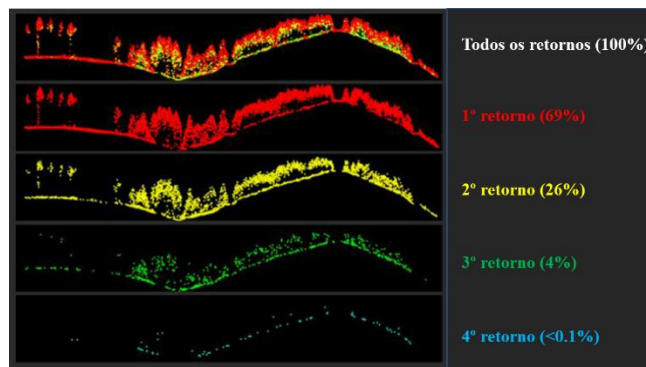 Todos os retornos (100%)
1º retorno (69%)
2º retorno (26%)
3º retorno (4%)
4º retorno (<0.1%)